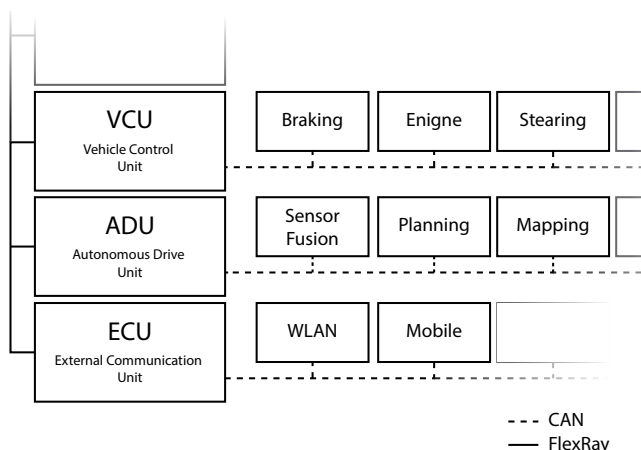 VCU
Vehicle Control
Unit
Braking
Enigne
Stearing
ADU
Autonomous Drive
Unit
Sensor
Fusion
Planning
Mapping
ECU
External Communication
Unit
WLAN
Mobile
CAN
FlexRay